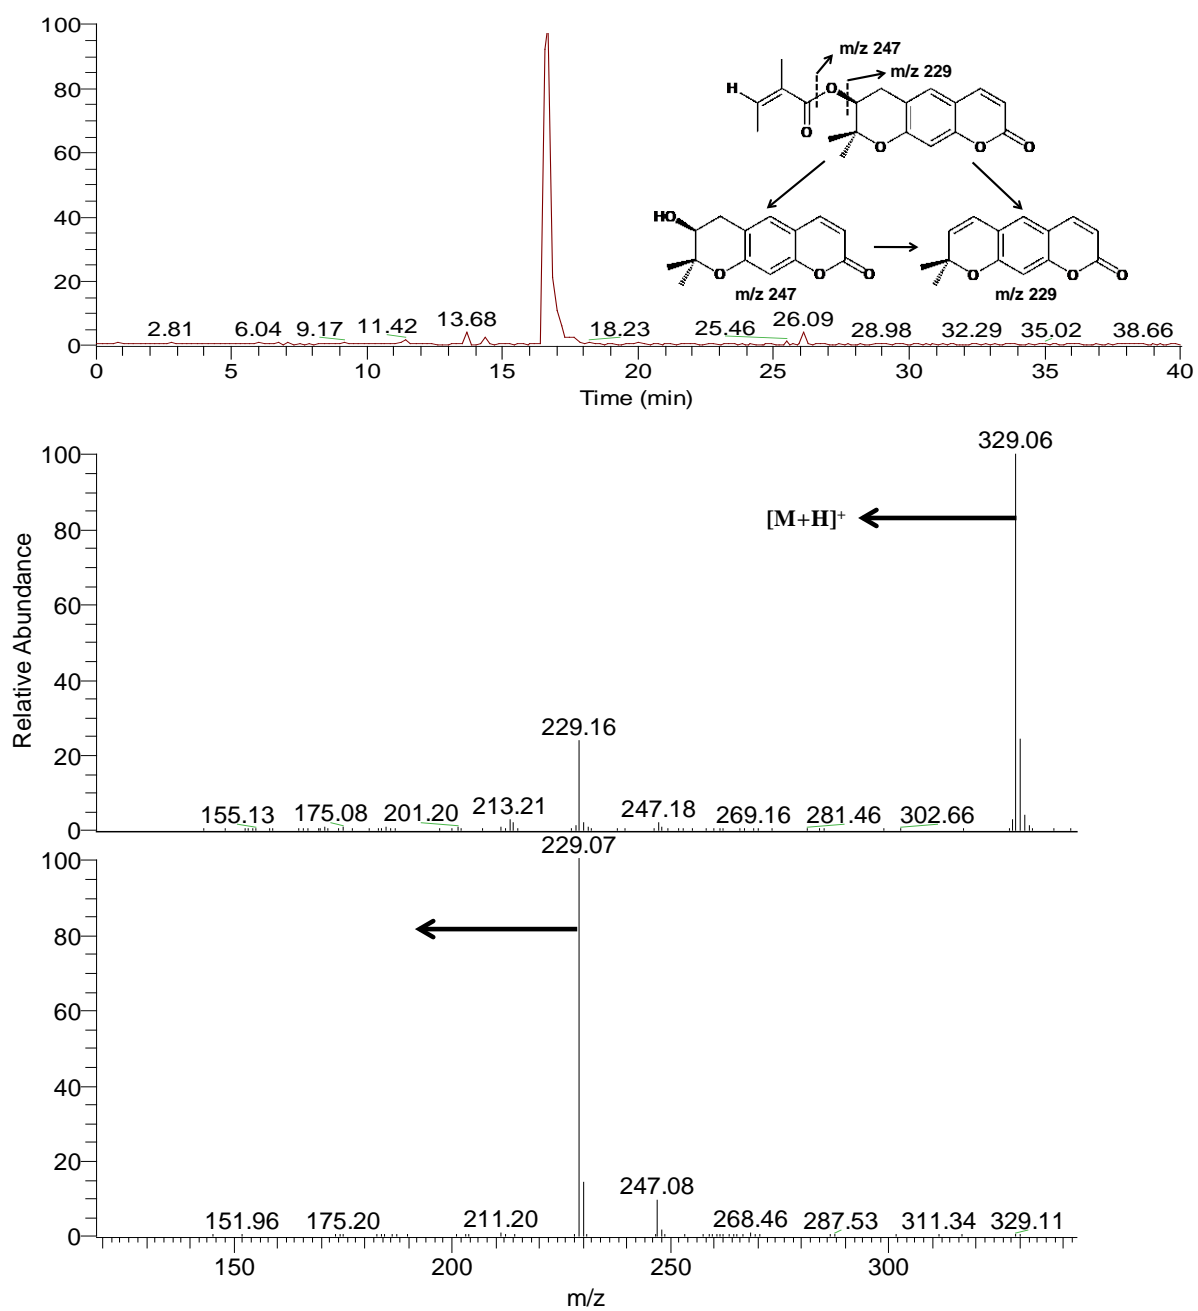 100
80
60
40
20
0
2.81 6.04 9.17 11.42 13.68 18.23 25.46 26.09 28.98 32.29 35.02 38.66
0 5 10 15 20 25 30 35 40
Time (min)
m/z 247
m/z 229
H
O
O
O
O
O
HO
O
O
O
m/z 247
O
O
O
m/z 229
Relative Abundance
100
80
60
40
20
0
329.06
[M+H]+
229.16
155.13 175.08 201.20 213.21 247.18 269.16 281.46 302.66
100
80
60
40
20
0
229.07
247.08
151.96 175.20 211.20 268.46 287.53 311.34 329.11
150 200 250 300
m/z